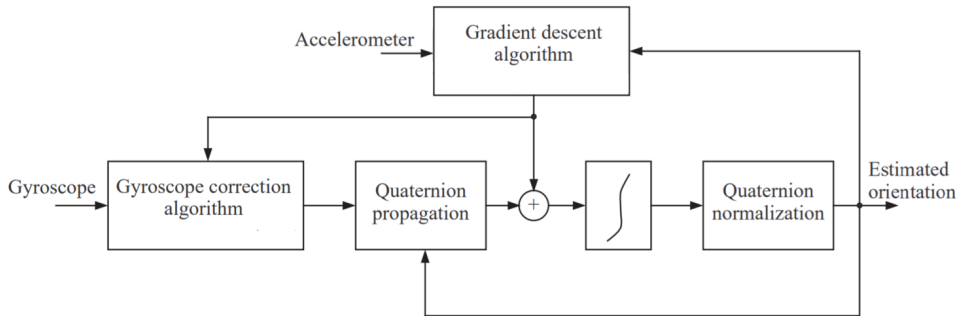 Accelerometer
Gradient descent
algorithm
Gyroscope
Gyroscope correction
algorithm
Quaternion
propagation
+
Quaternion
normalization
Estimated
orientation